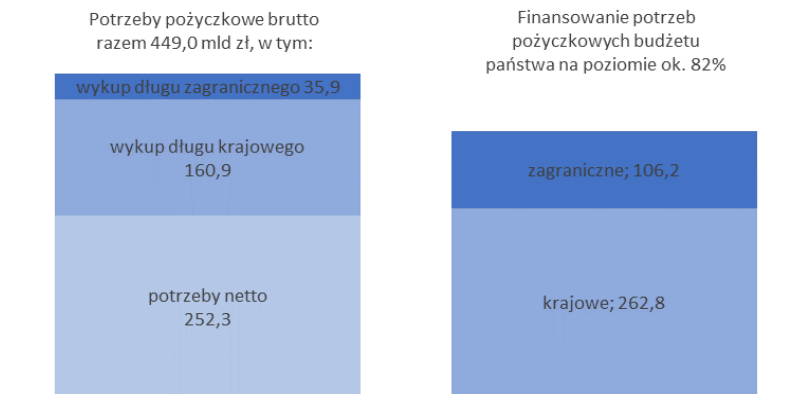 Potrzeby pożyczkowe brutto
razem 449,0 mld zł, w tym:
wykup długu zagranicznego 35,9
wykup długu krajowego
160,9
potrzeby netto
252,3
Finansowanie potrzeb
pożyczkowych budżetu
państwa na poziomie ok. 82%
zagraniczne; 106,2
krajowe; 262,8